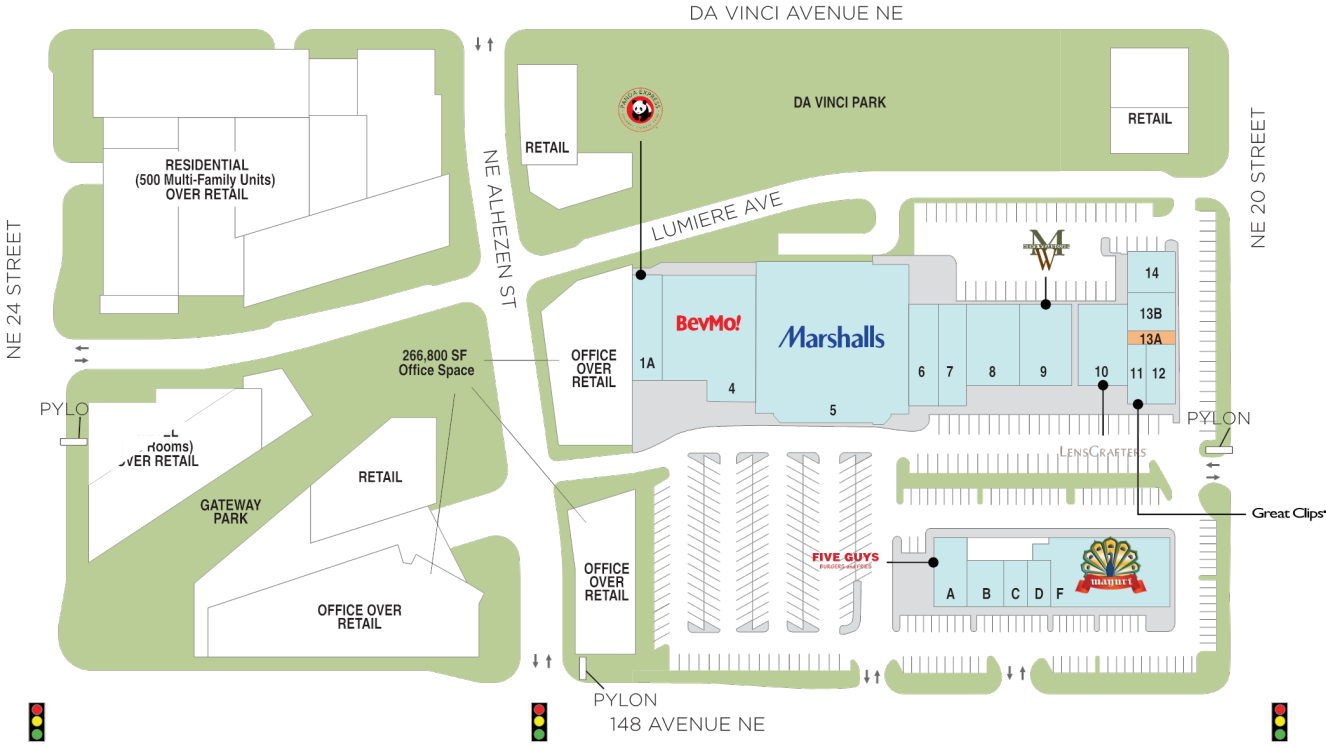 DA VINCI AVENUE NE
PANDA EXPRESS
DA VINCI PARK
RETAIL
RETAIL
RESIDENTIAL
(500 Multi-Family Units)
OVER RETAIL
NE ALHEZEN ST
LUMIERE AVE
NE 20 STREET
NE 24 STREET
14
13B
13A
BevMo!
Marshalls
266,800 SF
Office Space
OFFICE
OVER
RETAIL
1A
4
5
6
7
8
9
10
11
12
PYLO
PYLON
LENSCRAFTERS
Rooms)
OVER RETAIL
RETAIL
GATEWAY
PARK
Great Clips
FIVE GUYS
BURGERS and FRIES
mayuri
A
B
C
D
F
OFFICE
OVER
RETAIL
OFFICE OVER
RETAIL
PYLON
148 AVENUE NE